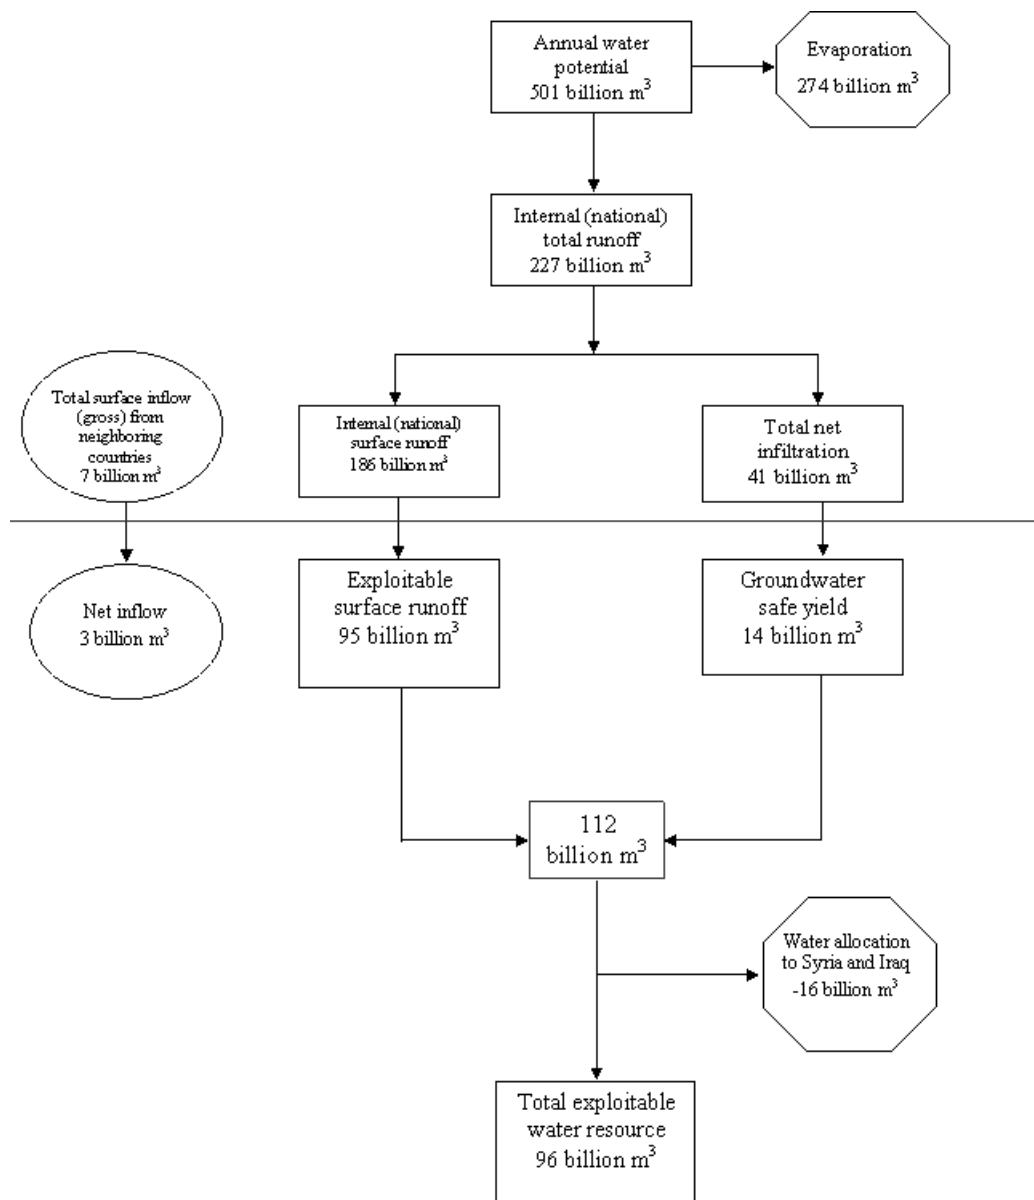 Annual water
potential
501 billion m³
Evaporation
274 billion m³
Internal (national)
total runoff
227 billion m³
Total surface inflow
(gross) from
neighboring
countries
7 billion m³
Internal (national)
surface runoff
186 billion m³
Total net
infiltration
41 billion m³
Net inflow
3 billion m³
Exploitable
surface runoff
95 billion m³
Groundwater
safe yield
14 billion m³
112
billion m³
Water allocation
to Syria and Iraq
-16 billion m³
Total exploitable
water resource
96 billion m³